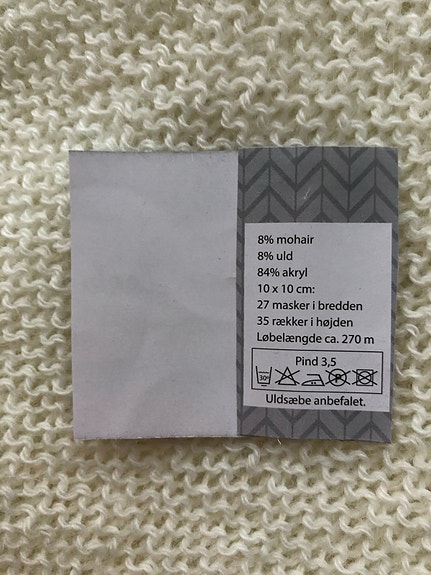 8% mohair
8% uld
84% akryl
10 x 10 cm:
27 masker i bredden
35 rækker i højden
Løbelængde ca. 270 m
Pind 3,5
30°
Uldsæbe anbefalet.